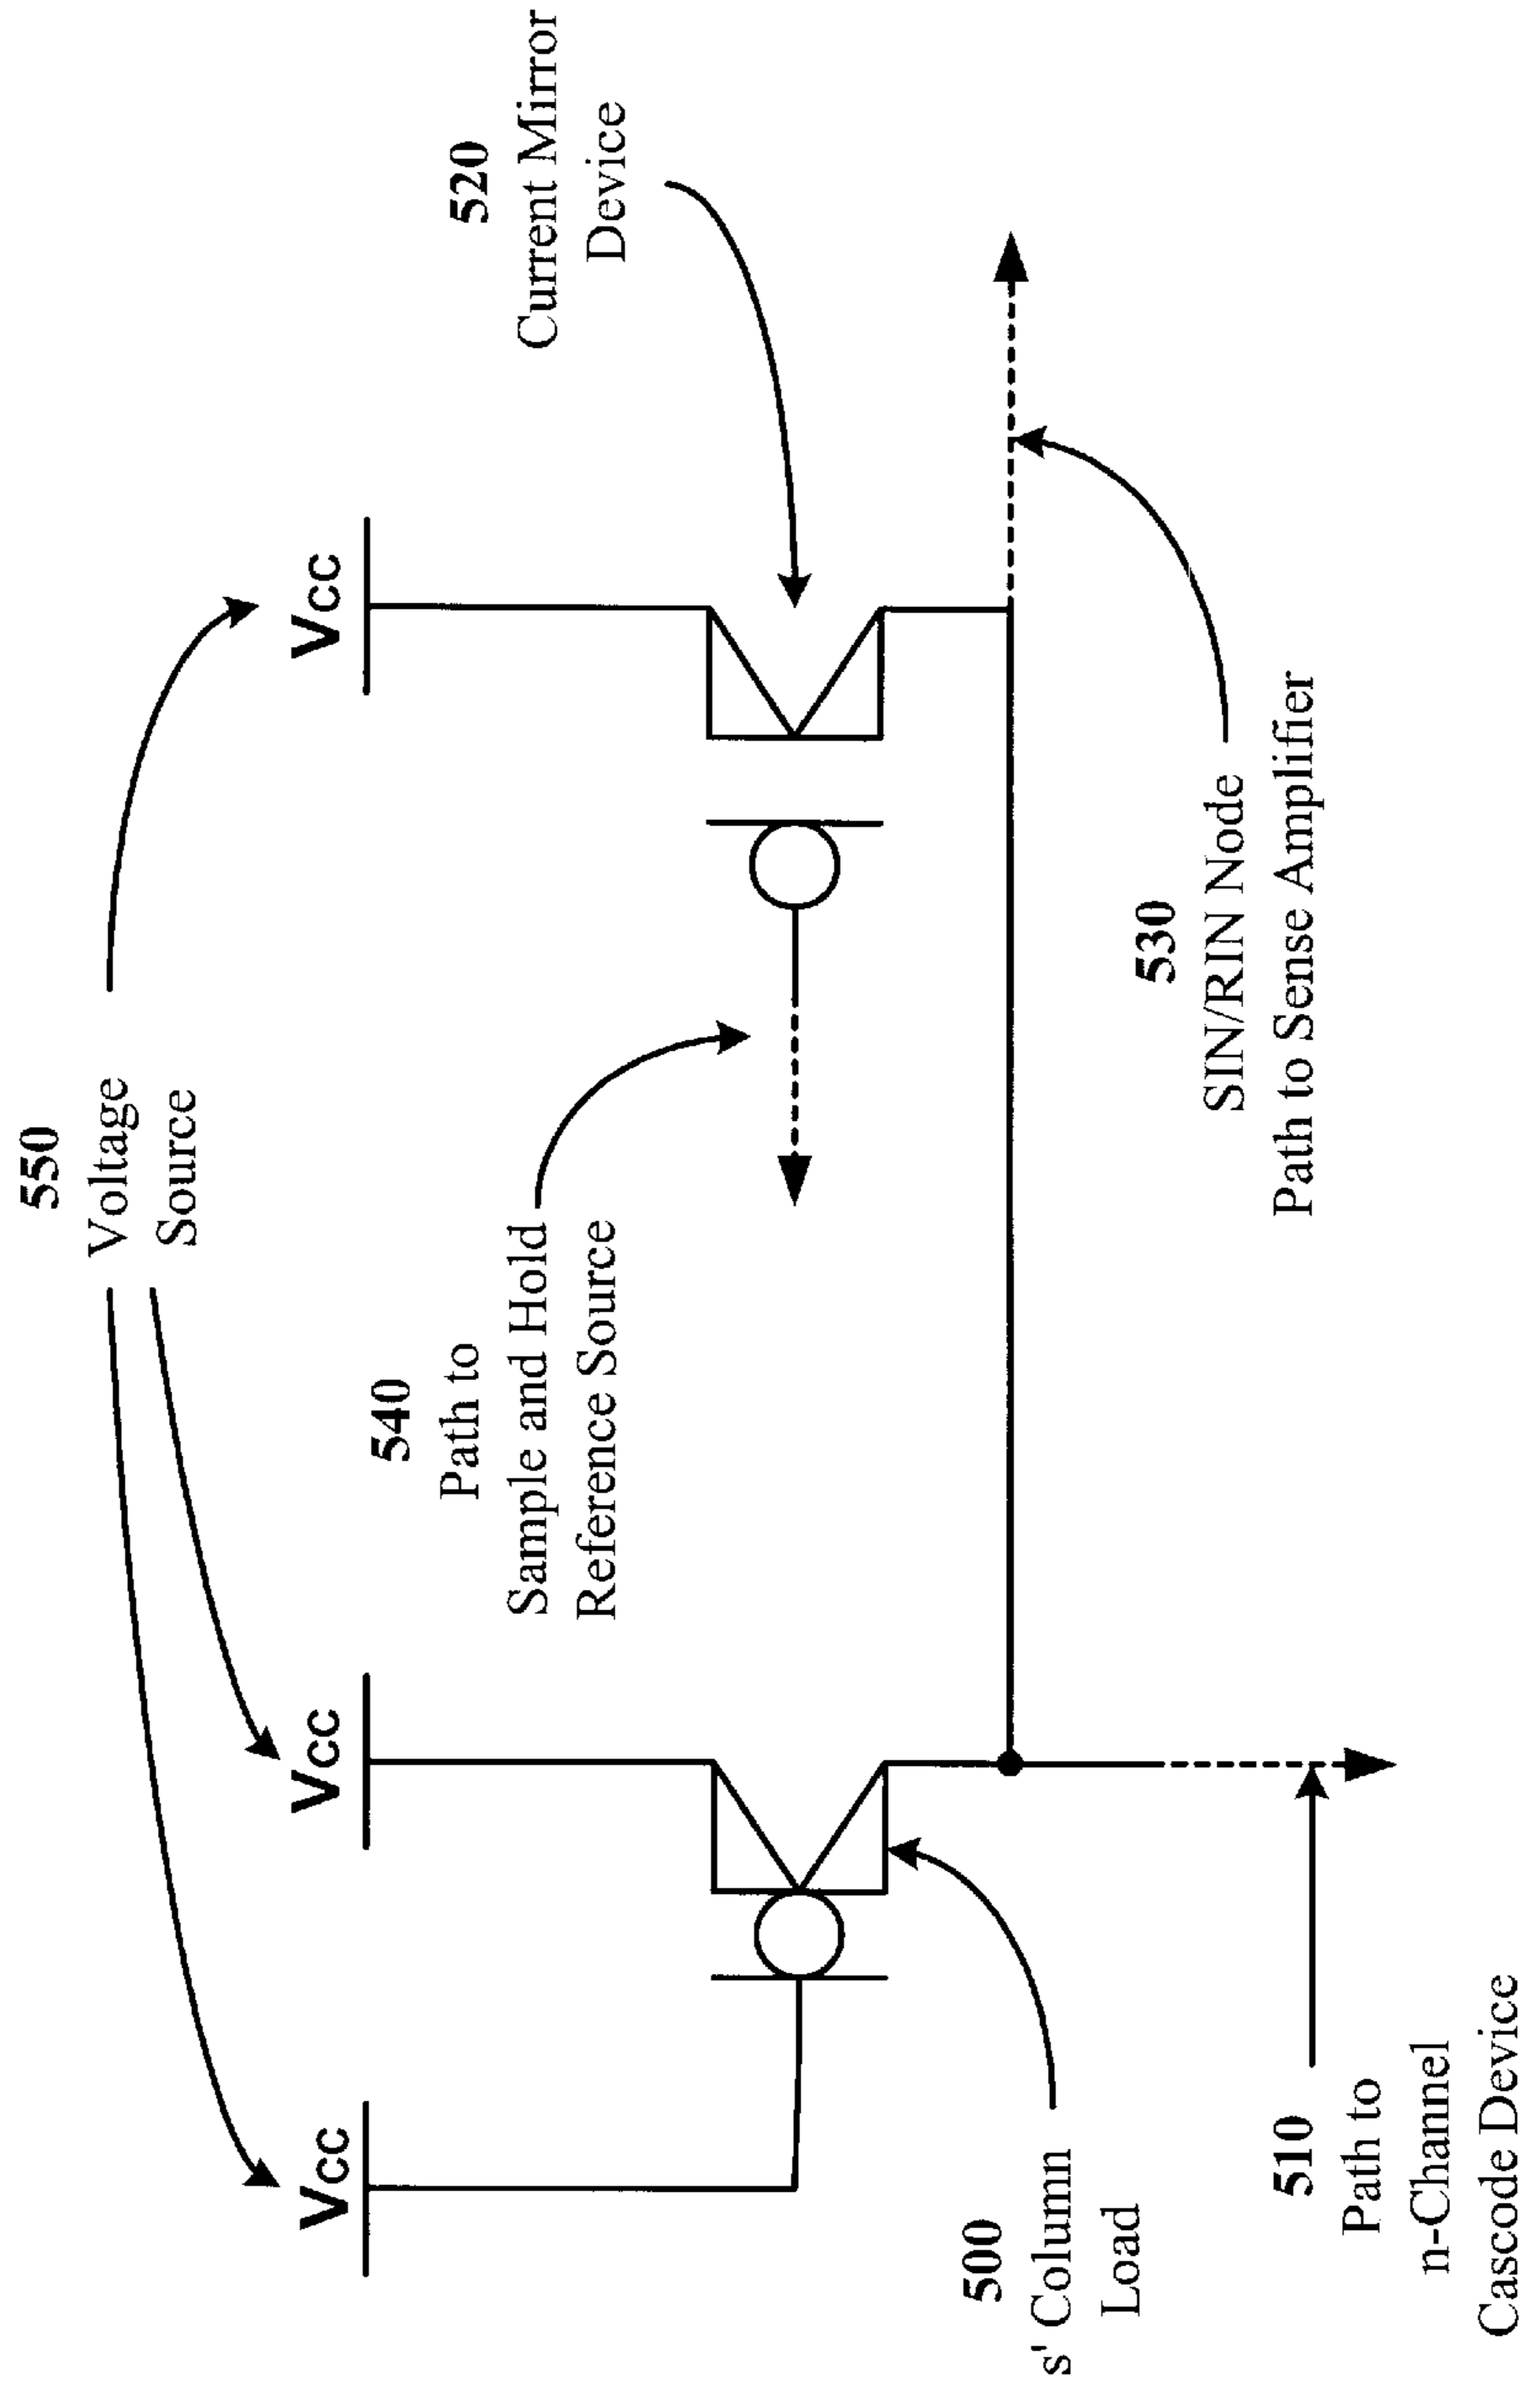 550
Voltage
Source
Vcc
Vcc
Vcc
520
Current Mirror
Device
540
Path to
Sample and Hold
Reference Source
500
s' Column
Load
510
Path to
n-Channel
Cascode Device
530
SIN/RIN Node
Path to Sense Amplifier